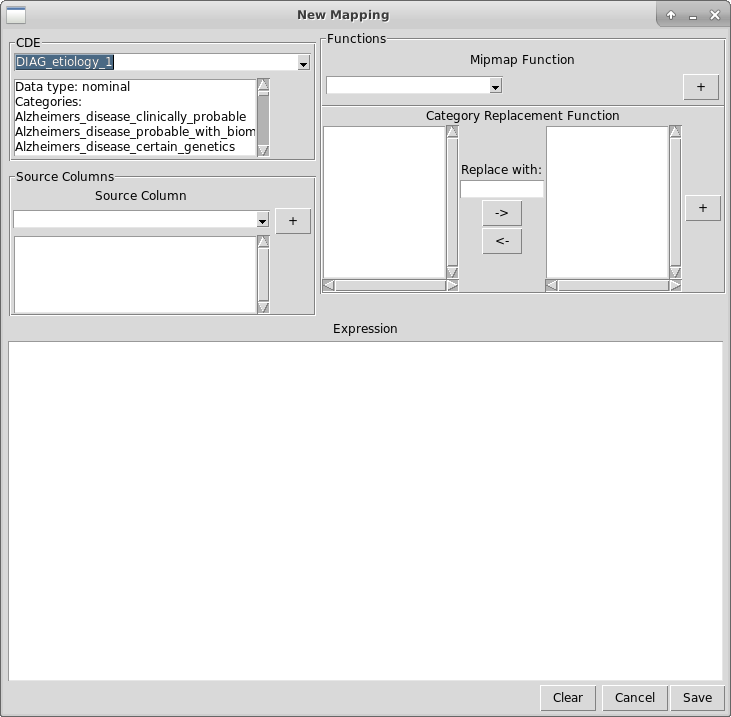 New Mapping
CDE
DIAG_etiology_1
Data type: nominal
Categories:
Alzheimers_disease_clinically_probable
Alzheimers_disease_probable_with_biom
Alzheimers_disease_certain_genetics
Source Columns
Source Column
+
Functions
Mipmap Function
+
Category Replacement Function
Replace with:
->
<-
+
Expression
Clear
Cancel
Save